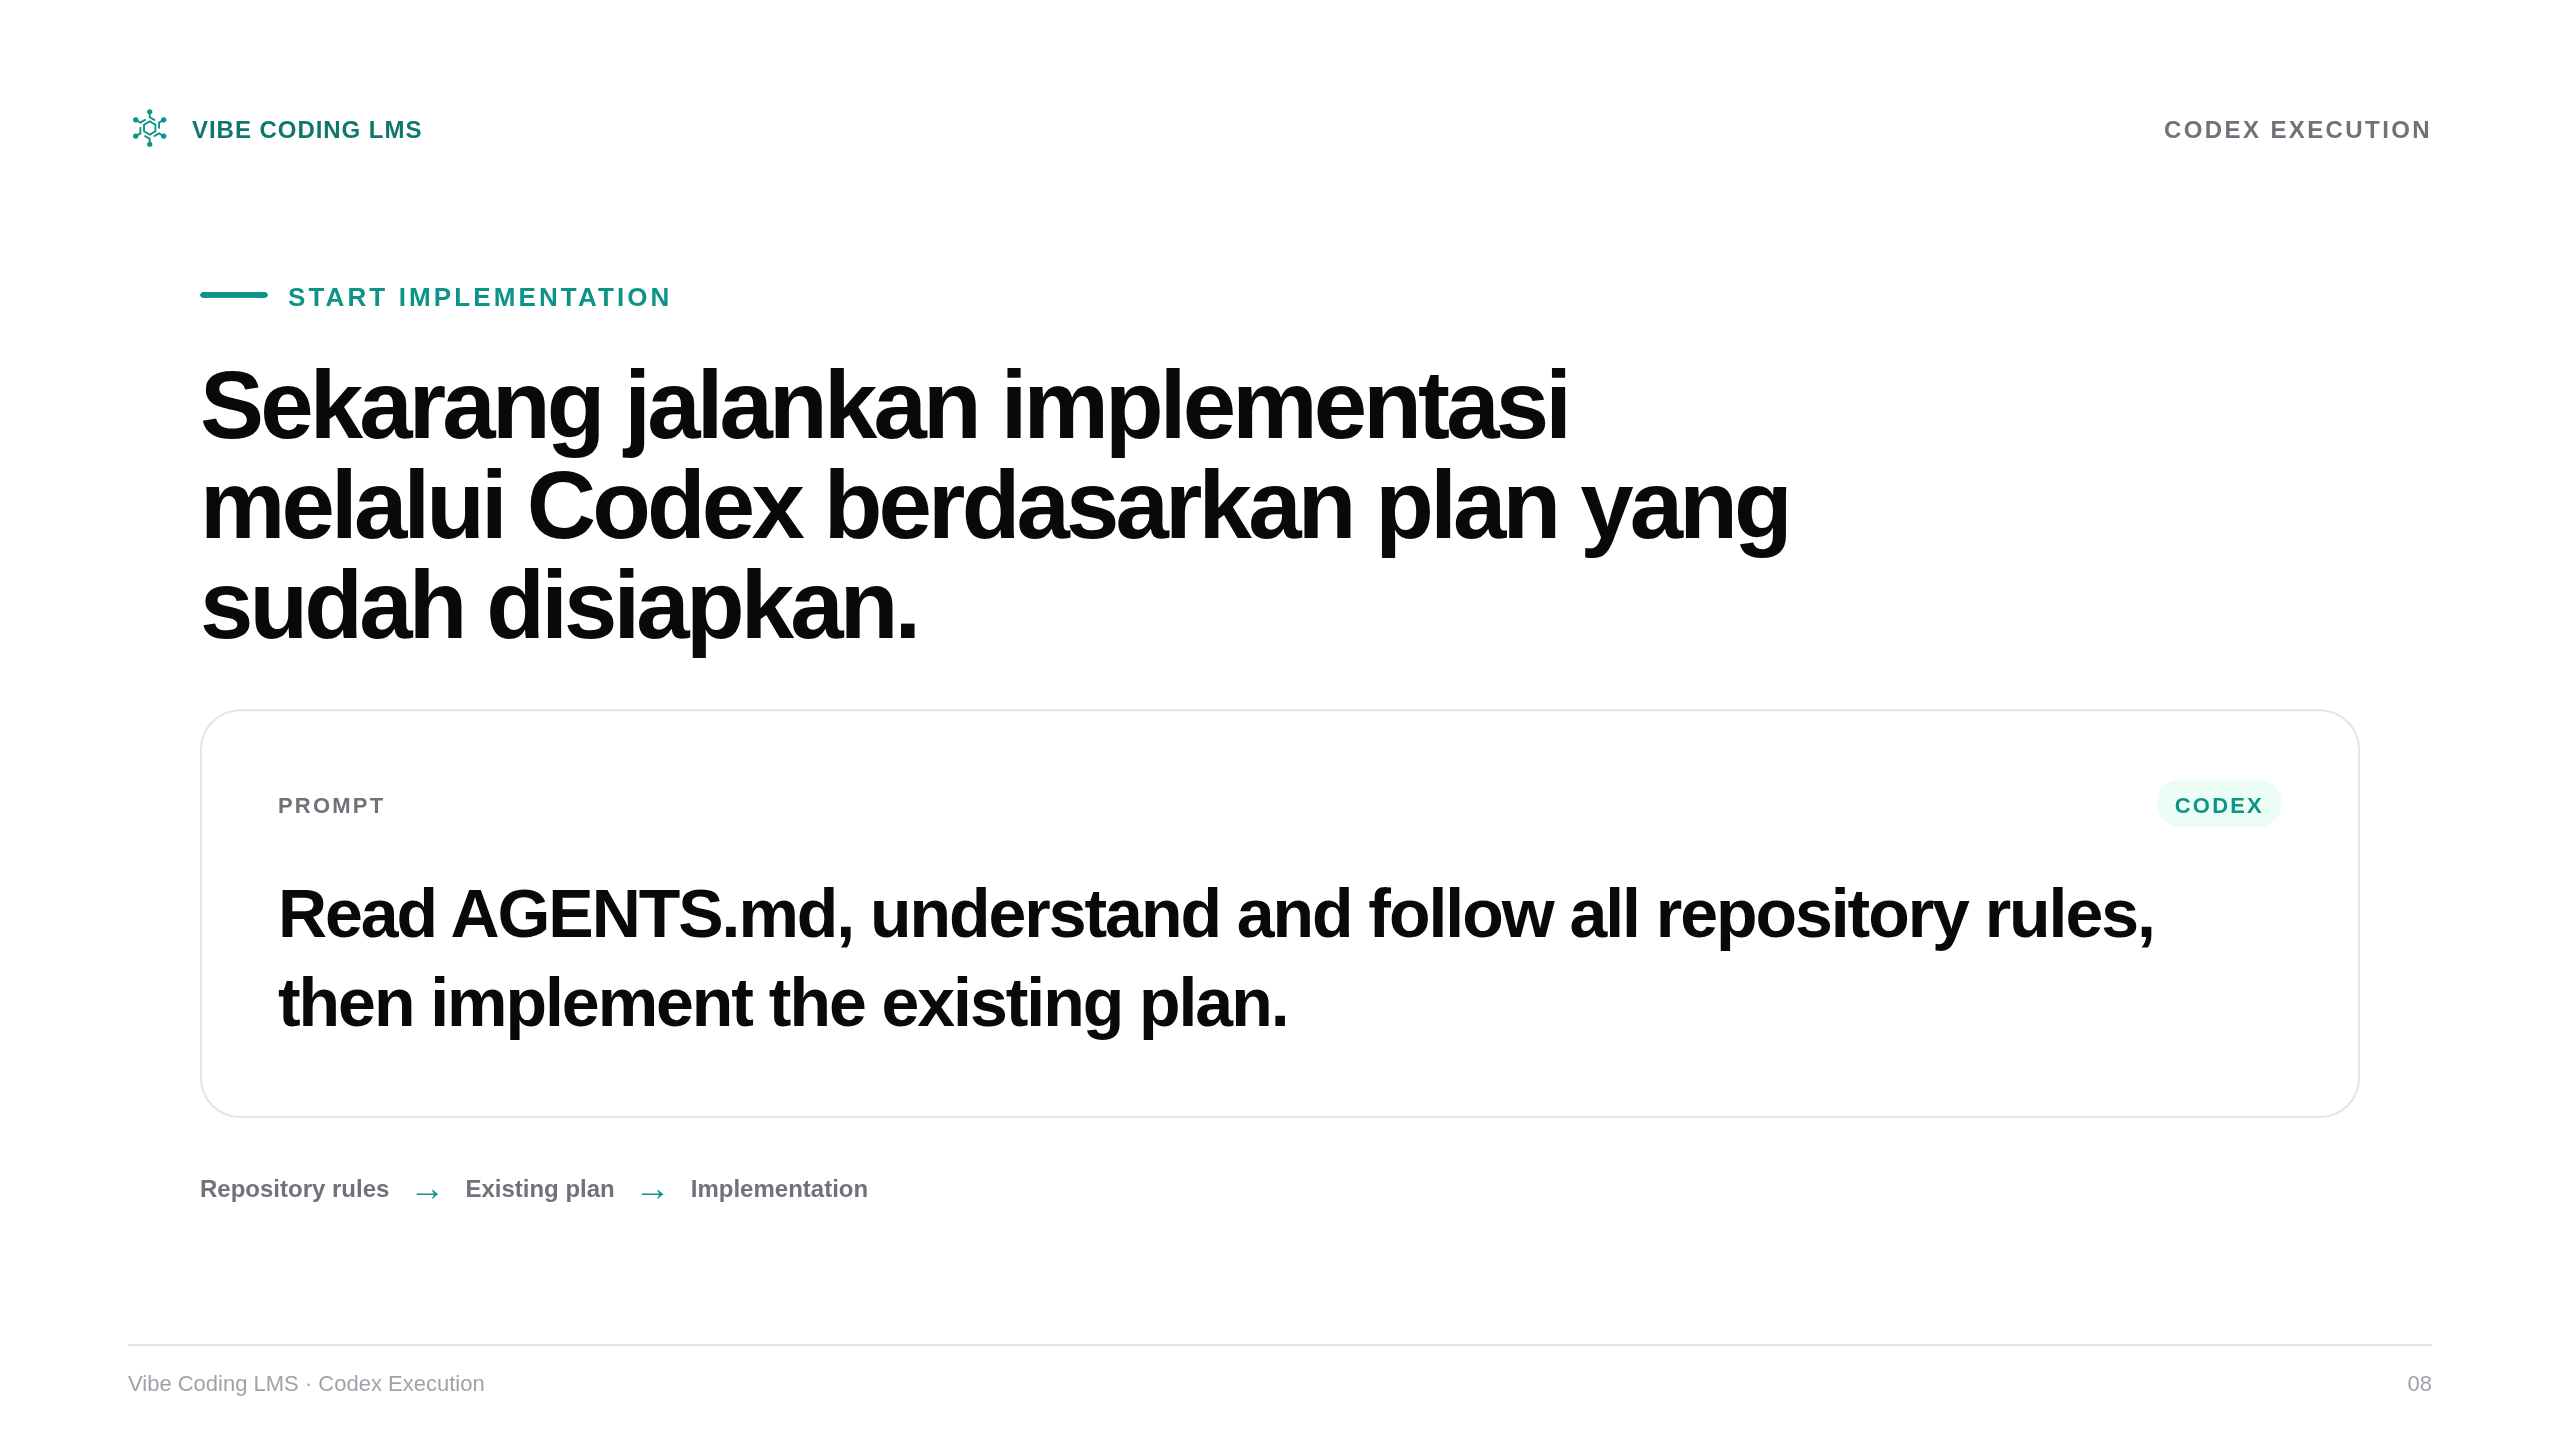 VIBE CODING LMS
CODEX EXECUTION
START IMPLEMENTATION
Sekarang jalankan implementasi
melalui Codex berdasarkan plan yang
sudah disiapkan.
PROMPT
CODEX
Read AGENTS.md, understand and follow all repository rules,
then implement the existing plan.
Repository rules → Existing plan → Implementation
Vibe Coding LMS · Codex Execution
08